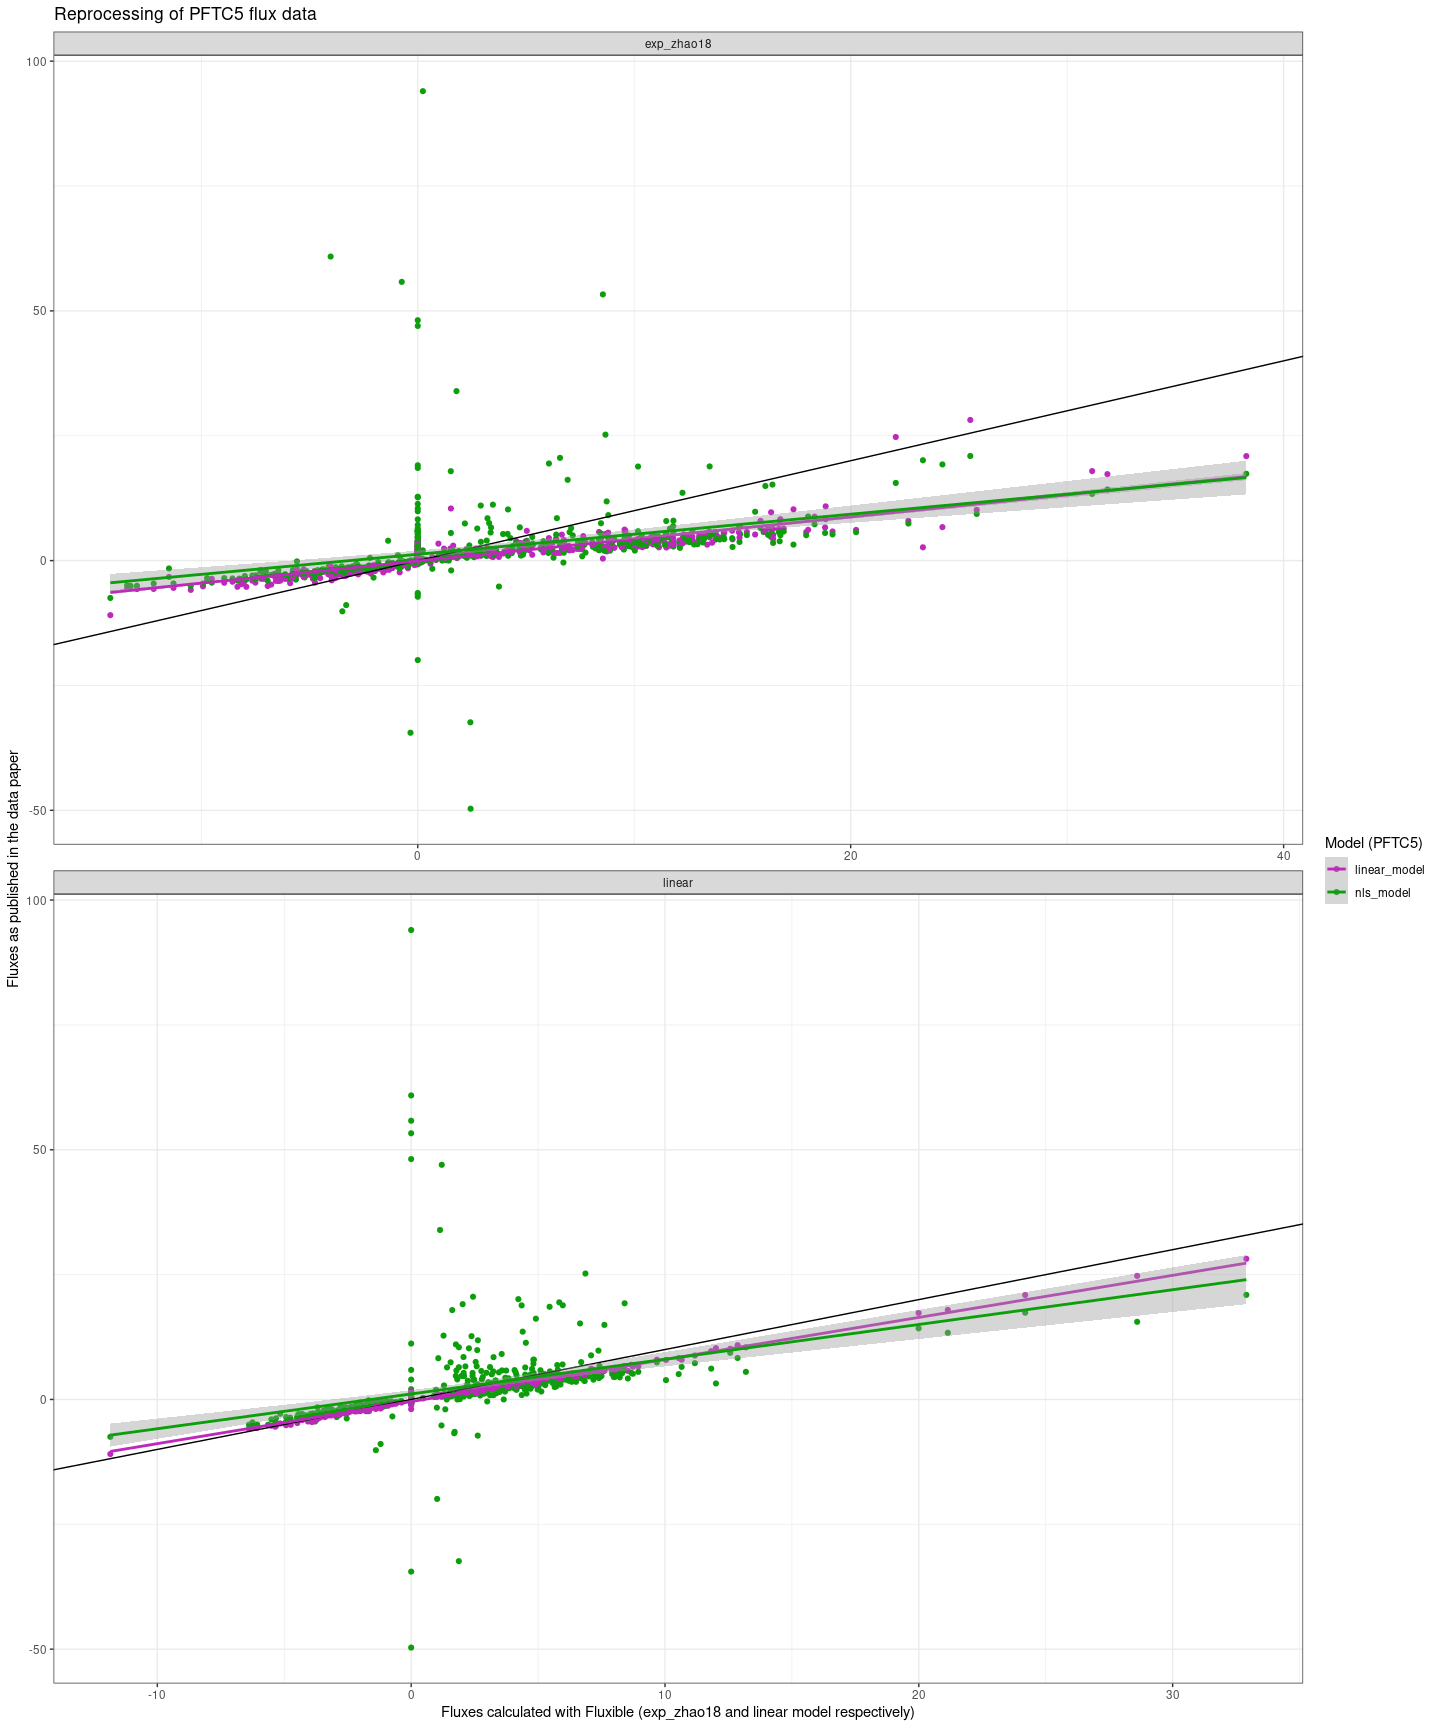 Reprocessing of PFTC5 flux data
exp_zhao18
100
50
0
-50
0
20
40
linear
100
50
0
-50
-10
0
10
20
30
Fluxes calculated with Fluxible (exp_zhao18 and linear model respectively)
Fluxes as published in the data paper
Model (PFTC5)
linear_model
nls_model